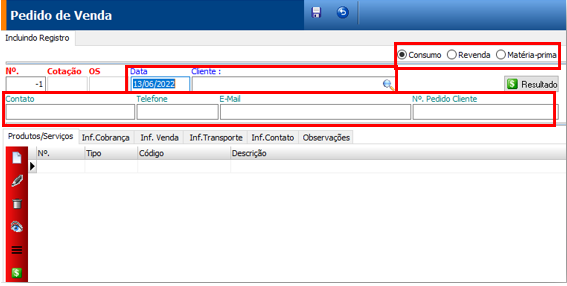 Pedido de Venda
Incluindo Registro
Consumo Revenda Matéria-prima
Nº. Cotação OS Data Cliente :
-1 13/06/2022 Resultado
Contato Telefone E-Mail Nº. Pedido Cliente
Produtos/Serviços Inf.Cobrança Inf. Venda Inf.Transporte Inf.Contato Observações
Nº. Tipo Código Descrição